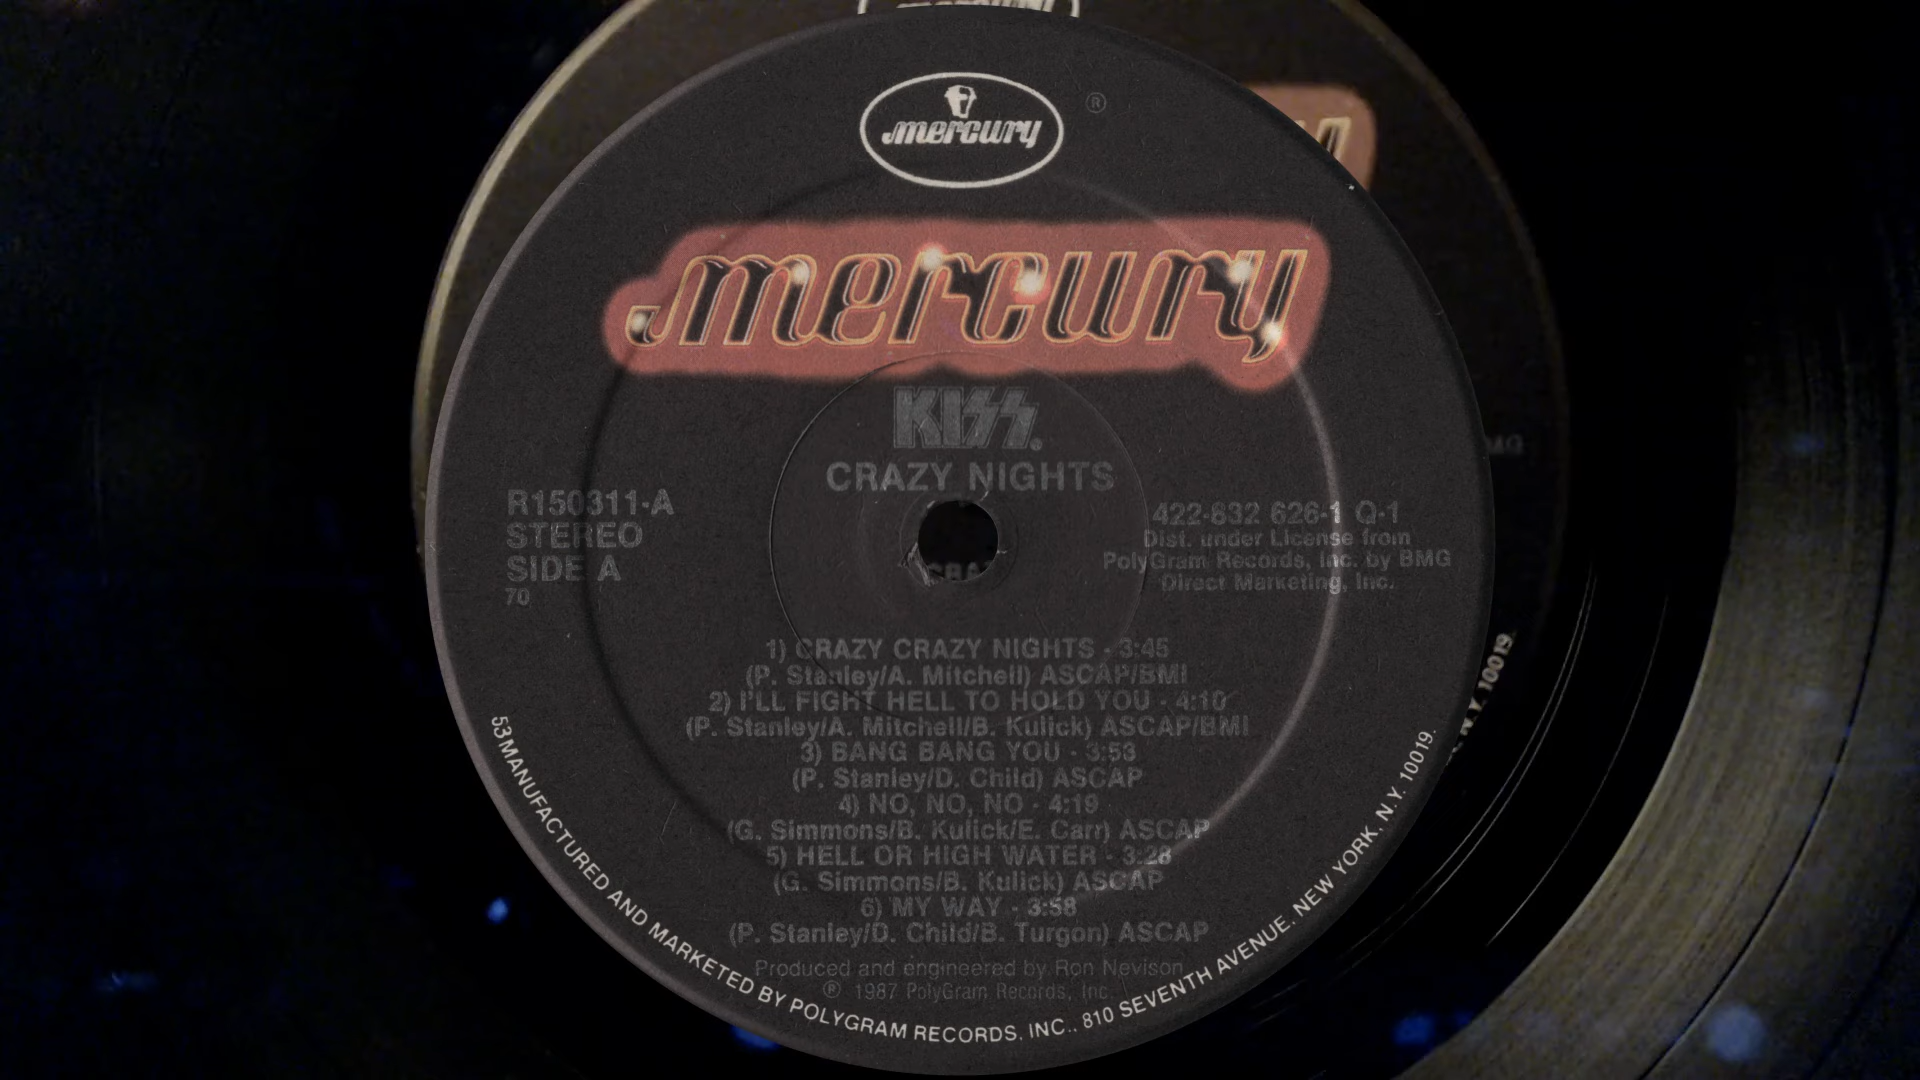 mercury
®
mercury
KISS
CRAZY NIGHTS
R150311-A
STEREO
SIDE A
70
422-832 626-1 Q-1
Dist. under License from
PolyGram Records, Inc. by BMG
Direct Marketing, Inc.
1) CRAZY CRAZY NIGHTS - 3:45
(P. Stanley/A. Mitchell) ASCAP/BMI
2) I'LL FIGHT HELL TO HOLD YOU - 4:10
(P. Stanley/A. Mitchell/B. Kulick) ASCAP/BMI
3) BANG BANG YOU - 3:53
(P. Stanley/D. Child) ASCAP
4) NO, NO, NO - 4:19
(G. Simmons/B. Kulick/E. Carr) ASCAP
5) HELL OR HIGH WATER - 3:28
(G. Simmons/B. Kulick) ASCAP
6) MY WAY - 3:58
(P. Stanley/D. Child/B. Turgon) ASCAP
Produced and engineered by Ron Nevison
℗ 1987 PolyGram Records, Inc.
53 MANUFACTURED AND MARKETED BY POLYGRAM RECORDS, INC., 810 SEVENTH AVENUE, NEW YORK, N.Y. 10019.
N.Y. 10019.